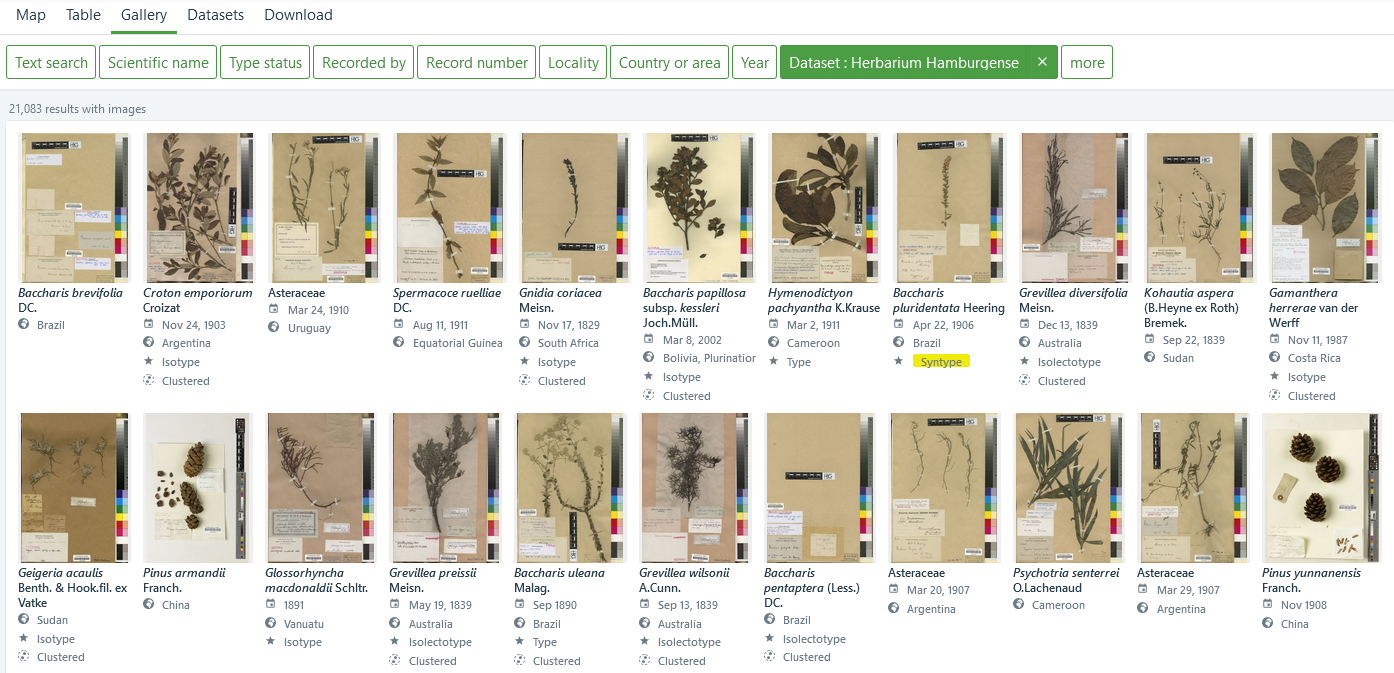 Map Table Gallery Datasets Download
Text search Scientific name Type status Recorded by Record number Locality Country or area Year Dataset : Herbarium Hamburgense × more
21,083 results with images
Baccharis brevifolia
DC.
Brazil
Croton emporiorum
Croizat
Nov 24, 1903
Argentina
Isotype
Clustered
Asteraceae
Mar 24, 1910
Uruguay
Spermacoce ruelliae
DC.
Aug 11, 1911
Equatorial Guinea
Gnidia coriacea
Meisn.
Nov 17, 1829
South Africa
Isotype
Clustered
Baccharis papillosa
subsp. kessleri
Joch.Müll.
Mar 8, 2002
Bolivia, Plurination
Isotype
Clustered
Hymenodictyon
pachyantha K.Krause
Mar 2, 1911
Cameroon
Type
Baccharis
pluridentata Heering
Apr 22, 1906
Brazil
Syntype
Grevillea diversifolia
Meisn.
Dec 13, 1839
Australia
Isolectotype
Clustered
Kohautia aspera
(B.Heyne ex Roth)
Bremek.
Sep 22, 1839
Sudan
Gamanthera
herrerae van der
Werff
Nov 11, 1987
Costa Rica
Isotype
Clustered
Geigeria acaulis
Benth. & Hook.fil. ex
Vatke
Sudan
Isotype
Clustered
Pinus armandii
Franch.
China
Glossorhyncha
macdonaldii Schltr.
1891
Vanuatu
Isotype
Grevillea preissii
Meisn.
May 19, 1839
Australia
Isolectotype
Clustered
Baccharis uleana
Malag.
Sep 1890
Brazil
Type
Clustered
Grevillea wilsonii
A.Cunn.
Sep 13, 1839
Australia
Isolectotype
Clustered
Baccharis
pentaptera (Less.)
DC.
Brazil
Isolectotype
Clustered
Asteraceae
Mar 20, 1907
Argentina
Psychotria senterrei
O.Lachenaud
Cameroon
Asteraceae
Mar 29, 1907
Argentina
Pinus yunnanensis
Franch.
Nov 1908
China